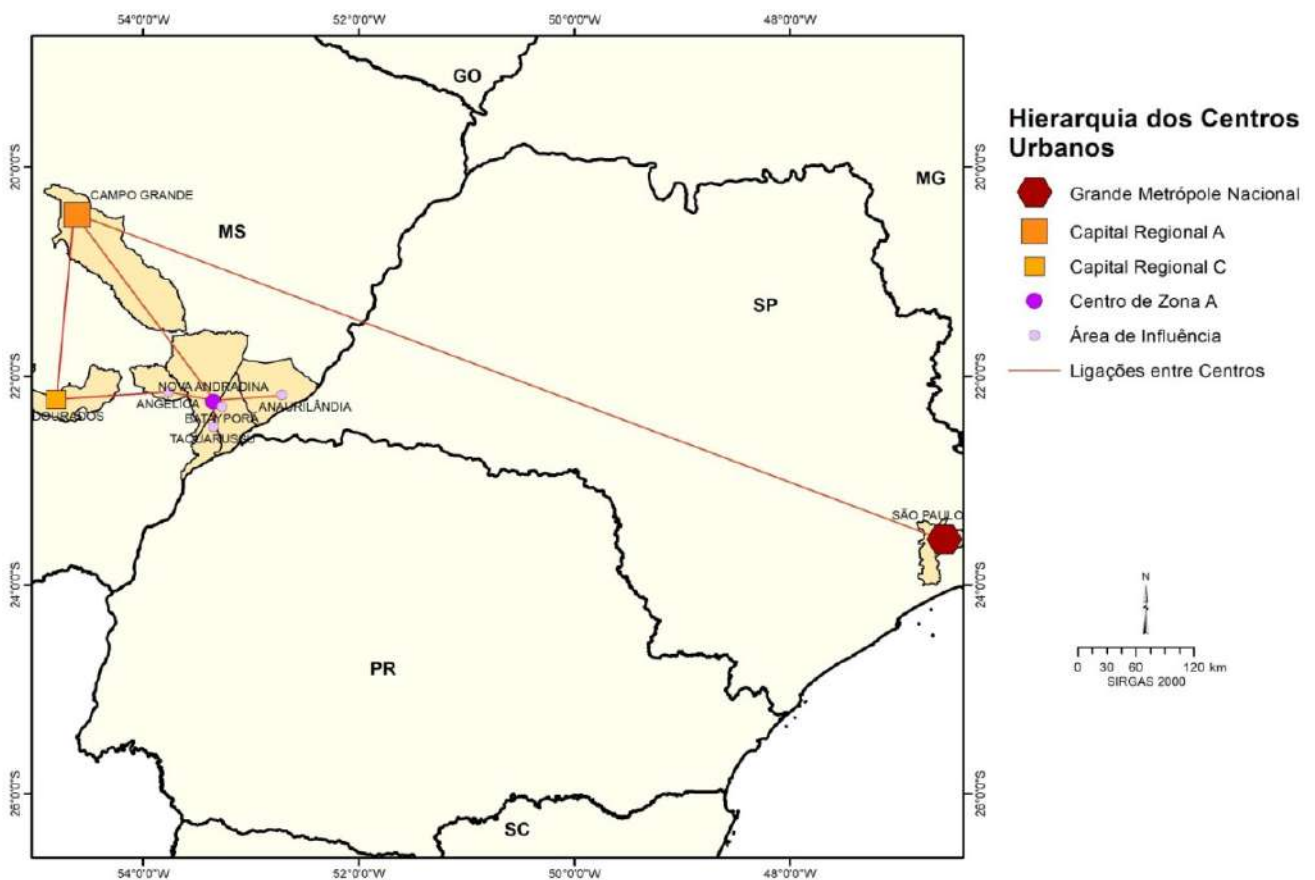 54°0'0"W
52°0'0"W
50°0'0"W
48°0'0"W
GO
MG
20°0'0"S
20°0'0"S
CAMPO GRANDE
MS
SP
22°0'0"S
22°0'0"S
NOVA ANDRADINA
ANGÉLICA
ANAURILÂNDIA
DOURADOS
BATAYPORÃ
TAQUARUSSU
SÃO PAULO
24°0'0"S
24°0'0"S
PR
26°0'0"S
26°0'0"S
SC
54°0'0"W
52°0'0"W
50°0'0"W
48°0'0"W
Hierarquia dos Centros
Urbanos
Grande Metrópole Nacional
Capital Regional A
Capital Regional C
Centro de Zona A
Área de Influência
Ligações entre Centros
N
0 30 60 120 km
SIRGAS 2000